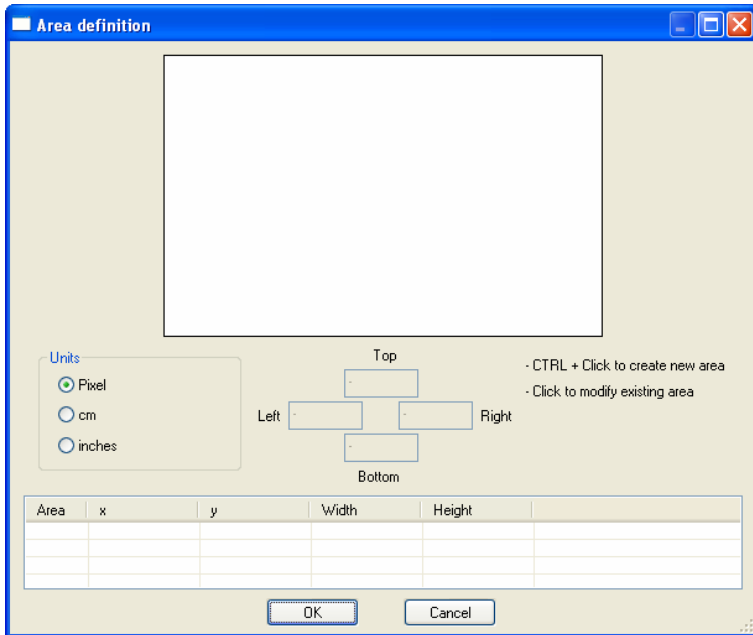 Area definition
Units
Pixel
cm
inches
Top
-
Left - - Right
-
Bottom
- CTRL + Click to create new area
- Click to modify existing area
Area x y Width Height
OK Cancel